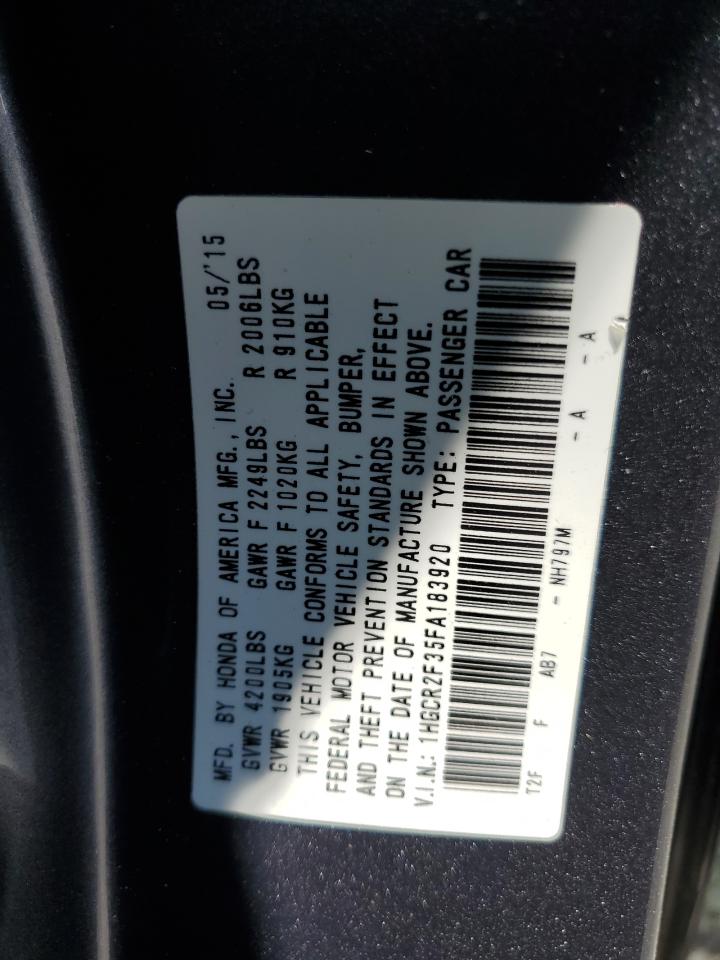 MFD. BY HONDA OF AMERICA MFG., INC. 05/'15
GVWR 4200LBS GAWR F 2249LBS R 2006LBS
GVWR 1905KG GAWR F 1020KG R 910KG
THIS VEHICLE CONFORMS TO ALL APPLICABLE
FEDERAL MOTOR VEHICLE SAFETY, BUMPER,
AND THEFT PREVENTION STANDARDS IN EFFECT
ON THE DATE OF MANUFACTURE SHOWN ABOVE.
V.I.N.: 1HGCR2F35FA183920 TYPE: PASSENGER CAR
T2F F AB7 - NH797M - A - A